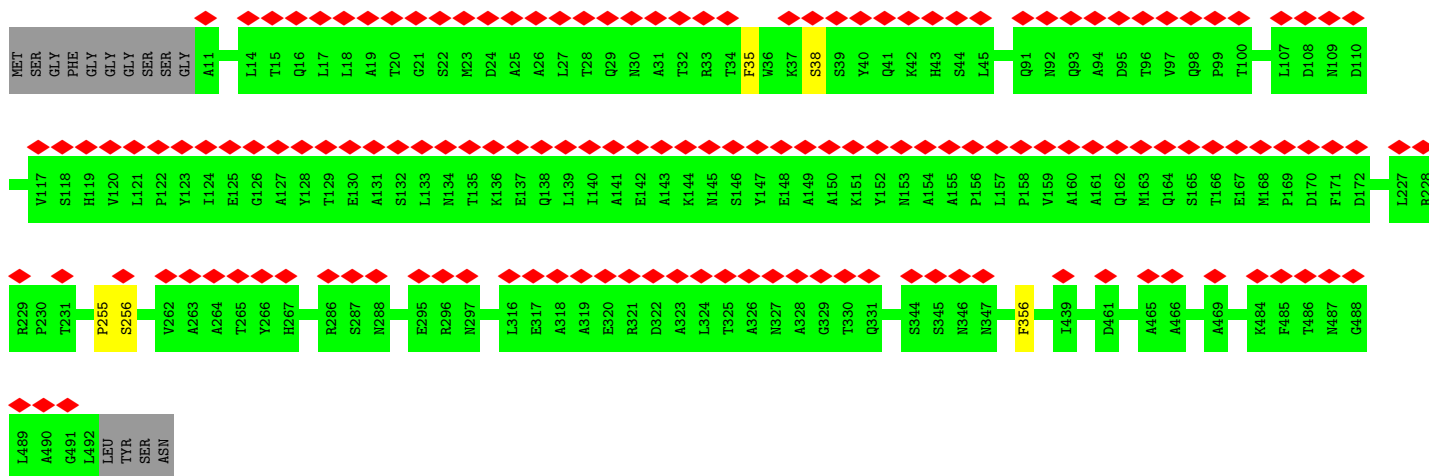 MET SER GLY PHE GLY GLY GLY SER SER GLY A11 L14 T15 Q16 L17 L18 A19 T20 G21 S22 M23 D24 A25 A26 L27 T28 Q29 N30 A31 T32 R33 T34 F35 W36 K37 S38 S39 Y40 Q41 K42 H43 S44 L45 Q91 N92 Q93 A94 D95 T96 V97 Q98 P99 T100 L107 D108 N109 D110
V117 S118 H119 V120 L121 P122 Y123 I124 E125 G126 A127 Y128 T129 E130 A131 S132 L133 N134 T135 K136 E137 Q138 L139 I140 A141 E142 A143 K144 N145 S146 Y147 E148 A149 A150 K151 Y152 N153 A154 A155 P156 L157 P158 V159 A160 A161 Q162 M163 Q164 S165 T166 E167 M168 P169 D170 F171 D172 L227 R228
R229 P230 T231 P255 S256 V262 A263 A264 T265 Y266 H267 R286 S287 N288 E295 R296 N297 L316 E317 A318 A319 E320 R321 D322 A323 L324 T325 A326 N327 A328 G329 T330 Q331 S344 S345 N346 N347 F356 I439 D461 A465 A466 A469 K484 F485 T486 N487 G488
L489 A490 G491 L492 LEU TYR SER ASN